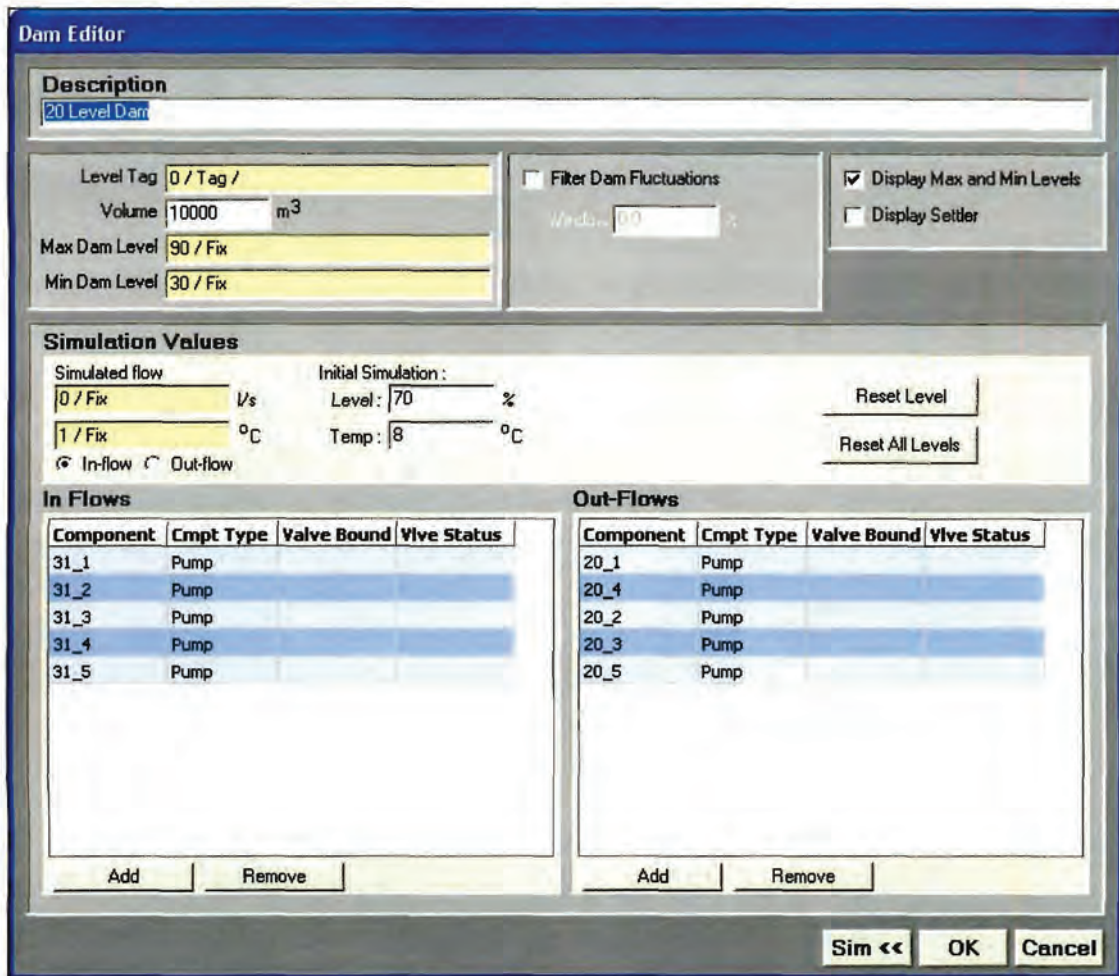 Dam Editor
Description
20 Level Dam
Level Tag 0 / Tag /
Volume 10000 m3
Max Dam Level 90 / Fix
Min Dam Level 30 / Fix
Filter Dam Fluctuations
0.0 %
Display Max and Min Levels
Display Settler
Simulation Values
Simulated flow
0 / Fix l/s
1 / Fix °C
In-flow Out-flow
Initial Simulation :
Level : 70 %
Temp : 8 °C
Reset Level
Reset All Levels
In Flows
Component Cmpt Type Valve Bound Vlve Status
31_1 Pump
31_2 Pump
31_3 Pump
31_4 Pump
31_5 Pump
Add Remove
Out-Flows
Component Cmpt Type Valve Bound Vlve Status
20_1 Pump
20_4 Pump
20_2 Pump
20_3 Pump
20_5 Pump
Add Remove
Sim << OK Cancel